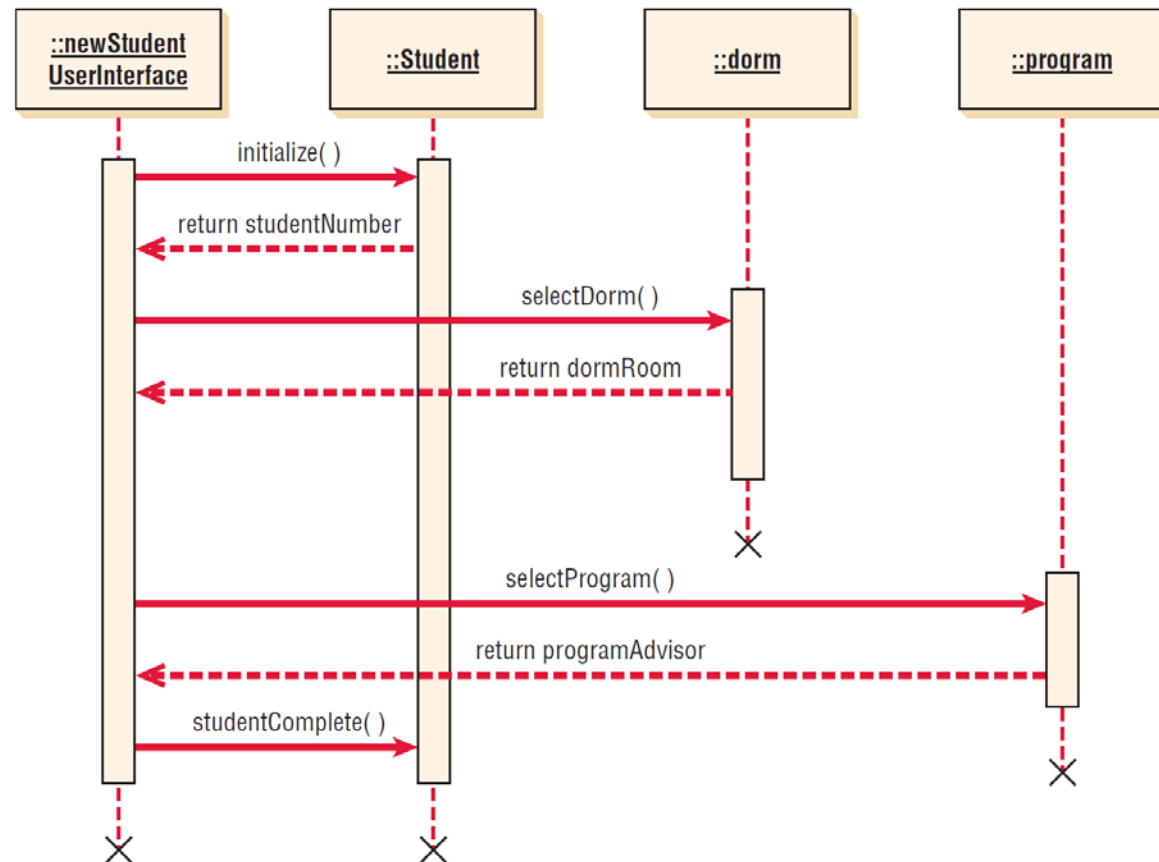 ::newStudent
UserInterface
::Student
::dorm
::program
initialize( )
return studentNumber
selectDorm( )
return dormRoom
selectProgram( )
return programAdvisor
studentComplete( )